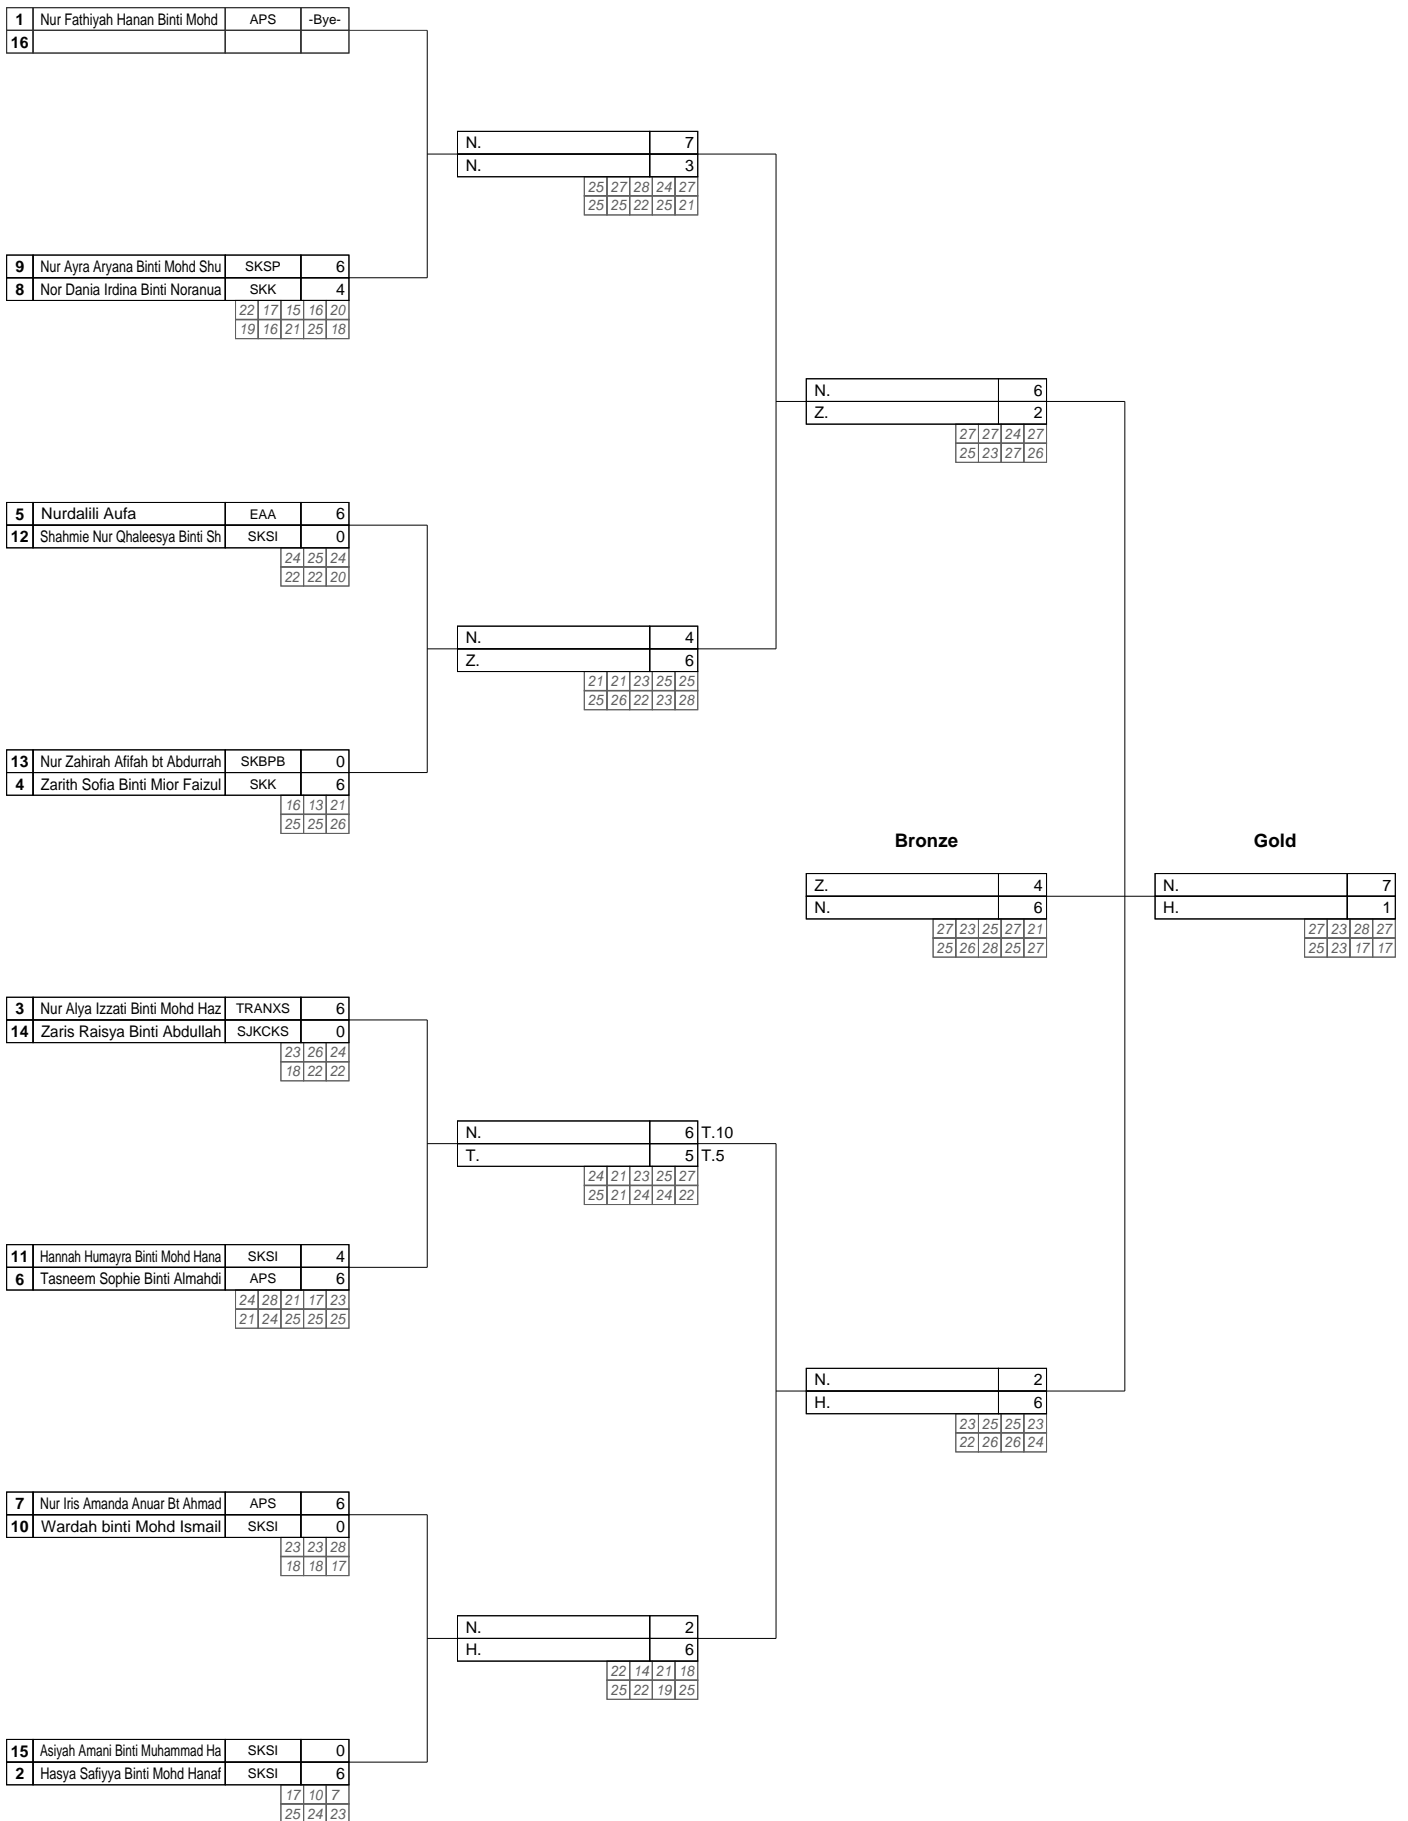 1 Nur Fathiyah Hanan Binti Mohd APS -Bye-
16
N. 7
N. 3
25 27 28 24 27
25 25 22 25 21
9 Nur Ayra Aryana Binti Mohd Shu SKSP 6
8 Nor Dania Irdina Binti Noranua SKK 4
22 17 15 16 20
19 16 21 25 18
N. 6
Z. 2
27 27 24 27
25 23 27 26
5 Nurdalili Aufa EAA 6
12 Shahmie Nur Qhaleesya Binti Sh SKSI 0
24 25 24
22 22 20
N. 4
Z. 6
21 21 23 25 25
25 26 22 23 28
13 Nur Zahirah Afifah bt Abdurrah SKBPB 0
4 Zarith Sofia Binti Mior Faizul SKK 6
16 13 21
25 25 26
Bronze Gold
Z. 4 N. 7
N. 6 H. 1
27 23 25 27 21 27 23 28 27
25 26 28 25 27 25 23 17 17
3 Nur Alya Izzati Binti Mohd Haz TRANXS 6
14 Zaris Raisya Binti Abdullah SJKCKS 0
23 26 24
18 22 22
N. 6 T.10
T. 5 T.5
24 21 23 25 27
25 21 24 24 22
11 Hannah Humayra Binti Mohd Hana SKSI 4
6 Tasneem Sophie Binti Almahdi APS 6
24 28 21 17 23
21 24 25 25 25
N. 2
H. 6
23 25 25 23
22 26 26 24
7 Nur Iris Amanda Anuar Bt Ahmad APS 6
10 Wardah binti Mohd Ismail SKSI 0
23 23 28
18 18 17
N. 2
H. 6
22 14 21 18
25 22 19 25
15 Asiyah Amani Binti Muhammad Ha SKSI 0
2 Hasya Safiyya Binti Mohd Hanaf SKSI 6
17 10 7
25 24 23